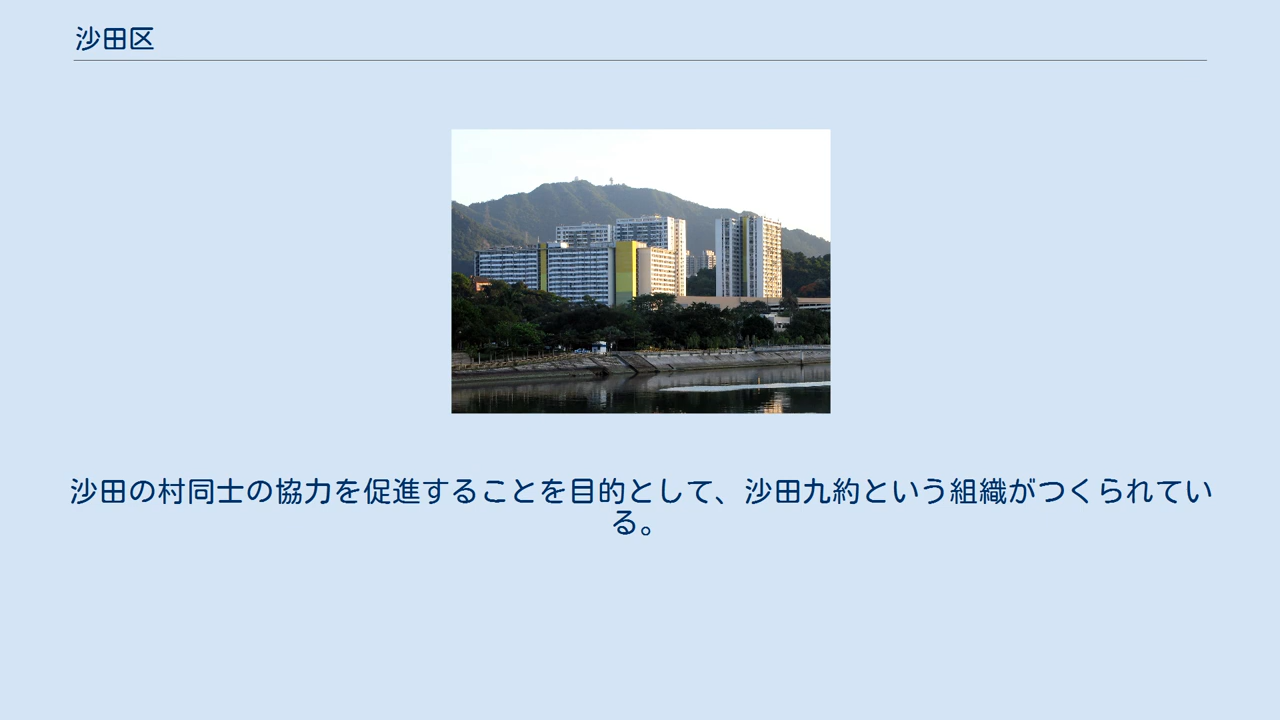 沙田区
沙田の村同士の協力を促進することを目的として、沙田九約という組織がつくられてい
る。